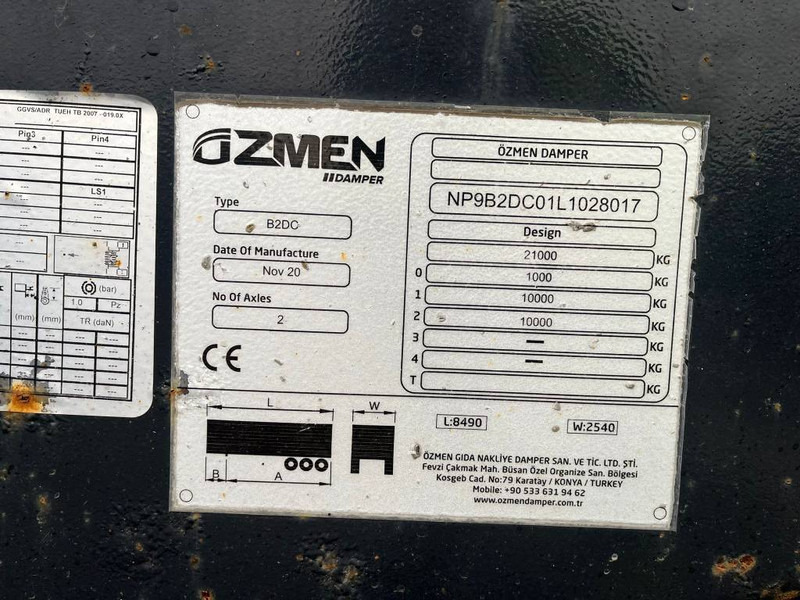 GGVS/ADR TUEH TB 2007 - 019.0X
Pin3 Pin4
---
---
---
---
LS1
---
---
---
---
(bar)
1.0 Pz
(mm) (mm) TR (daN)
ÖZMEN
DAMPER
Type
B2DC
Date Of Manufacture
Nov 20
No Of Axles
2
CE
ÖZMEN DAMPER
NP9B2DC01L1028017
Design
21000 KG
0 1000 KG
1 10000 KG
2 10000 KG
3 — KG
4 — KG
T KG
L
W
B A
L:8490
W:2540
ÖZMEN GIDA NAKLİYE DAMPER SAN. VE TİC. LTD. ŞTİ.
Fevzi Çakmak Mah. Büsan Özel Organize San. Bölgesi
Kosgeb Cad. No:79 Karatay / KONYA / TURKEY
Mobile: +90 533 631 94 62
www.ozmendamper.com.tr